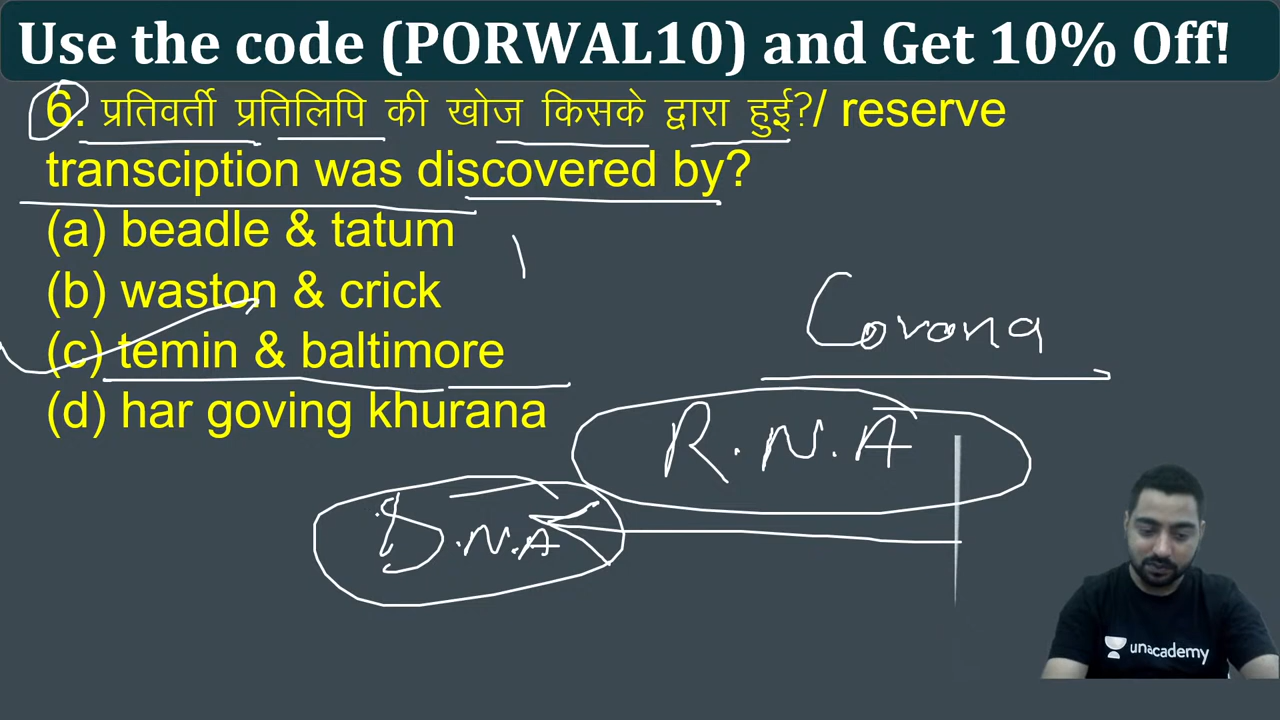 Use the code (PORWAL10) and Get 10% Off!
6. प्रतिवर्ती प्रतिलिपि की खोज किसके द्वारा हुई?/ reserve
transciption was discovered by?
(a) beadle & tatum
(b) waston & crick
(c) temin & baltimore
(d) har goving khurana
Corona
R.N.A
D.N.A
unacademy